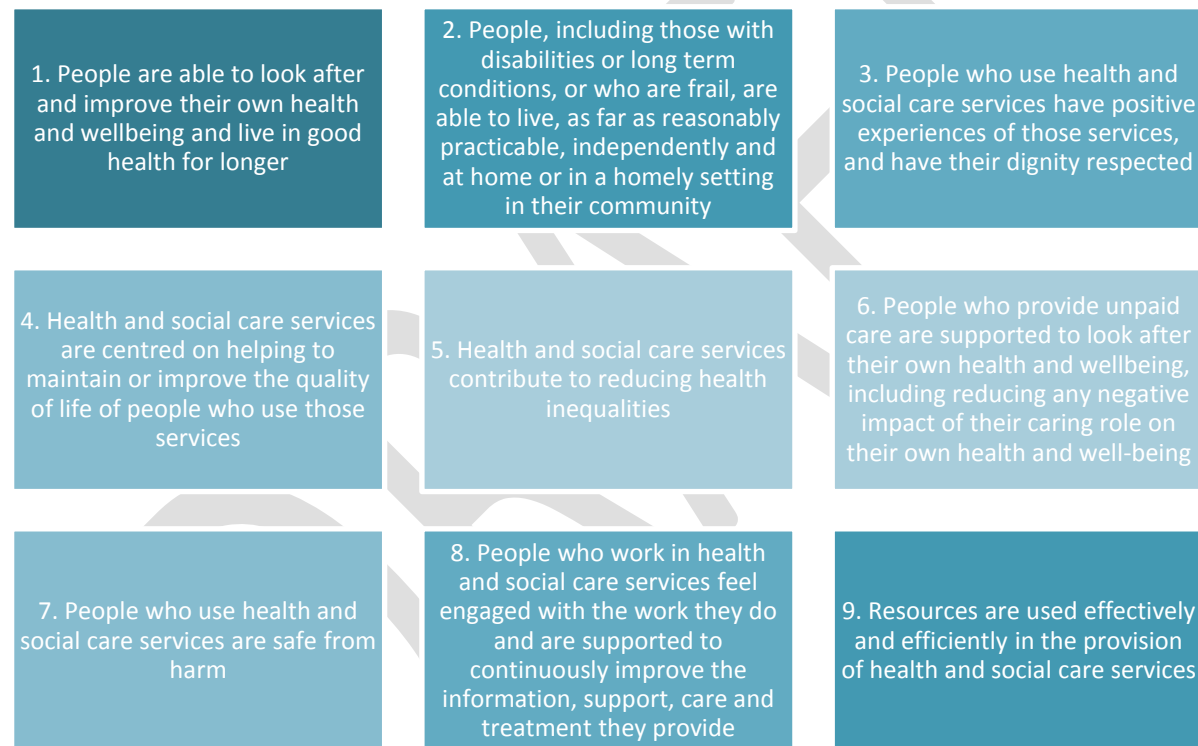 1. People are able to look after
and improve their own health
and wellbeing and live in good
health for longer
2. People, including those with
disabilities or long term
conditions, or who are frail, are
able to live, as far as reasonably
practicable, independently and
at home or in a homely setting
in their community
3. People who use health and
social care services have positive
experiences of those services,
and have their dignity respected
4. Health and social care services
are centred on helping to
maintain or improve the quality
of life of people who use those
services
5. Health and social care services
contribute to reducing health
inequalities
6. People who provide unpaid
care are supported to look after
their own health and wellbeing,
including reducing any negative
impact of their caring role on
their own health and well-being
7. People who use health and
social care services are safe from
harm
8. People who work in health
and social care services feel
engaged with the work they do
and are supported to
continuously improve the
information, support, care and
treatment they provide
9. Resources are used effectively
and efficiently in the provision
of health and social care services